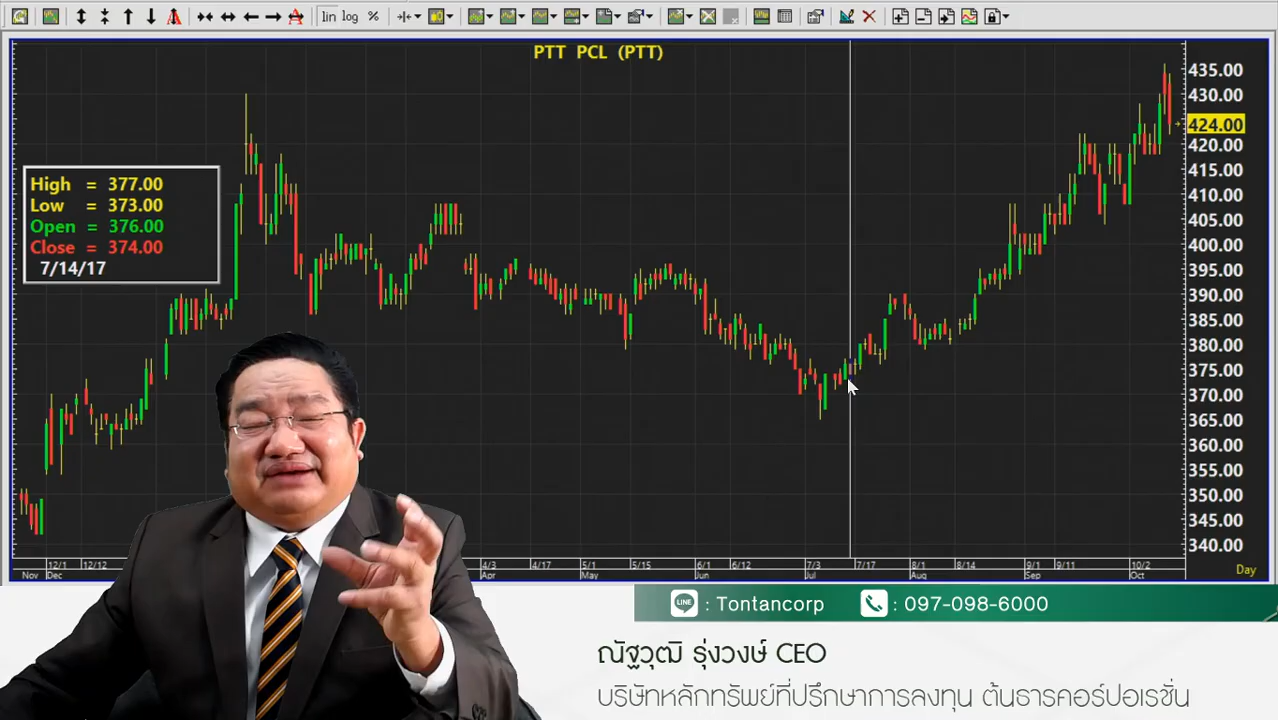 lin log %
PTT PCL (PTT)
High = 377.00
Low = 373.00
Open = 376.00
Close = 374.00
7/14/17
435.00
430.00
424.00
420.00
415.00
410.00
405.00
400.00
395.00
390.00
385.00
380.00
375.00
370.00
365.00
360.00
355.00
350.00
345.00
340.00
12/1 12/12 4/3 4/17 5/1 5/15 6/1 6/12 7/3 7/17 8/1 8/14 9/1 9/11 10/2
Nov Dec Apr May Jun Jul Aug Sep Oct
Day
LINE : Tontancorp : 097-098-6000
ณัฐวุฒิ รุ่งวงษ์ CEO
บริษัทหลักทรัพย์ที่ปรึกษาการลงทุน ต้นธารคอร์ปอเรชั่น